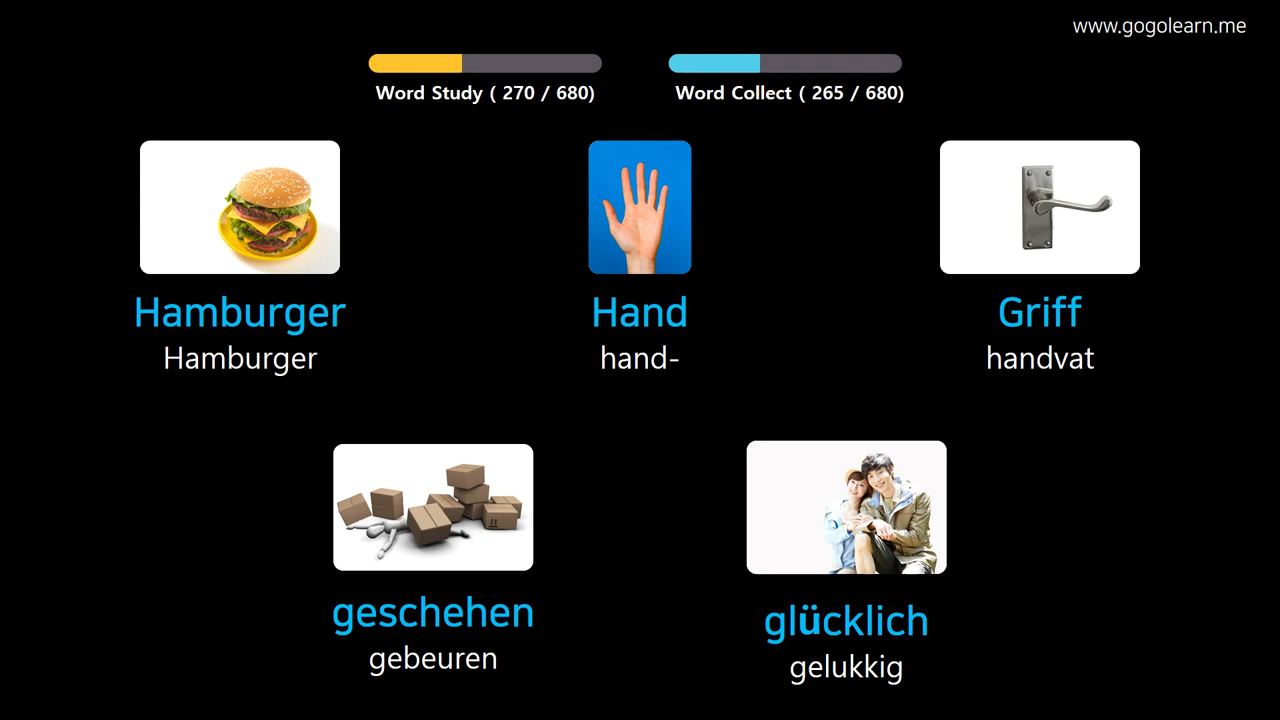 www.gogolearn.me
Word Study ( 270 / 680)
Word Collect ( 265 / 680)
Hamburger
Hamburger
Hand
hand-
Griff
handvat
geschehen
gebeuren
glücklich
gelukkig